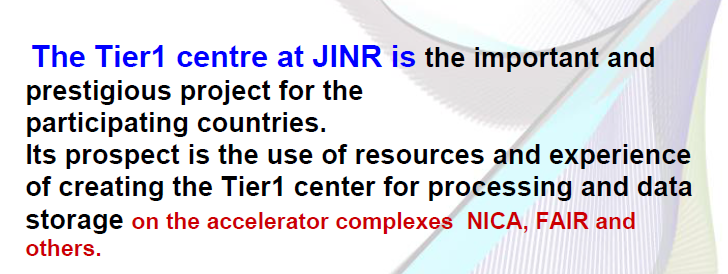 The Tier1 centre at JINR is the important and
prestigious project for the
participating countries.
Its prospect is the use of resources and experience
of creating the Tier1 center for processing and data
storage on the accelerator complexes NICA, FAIR and
others.